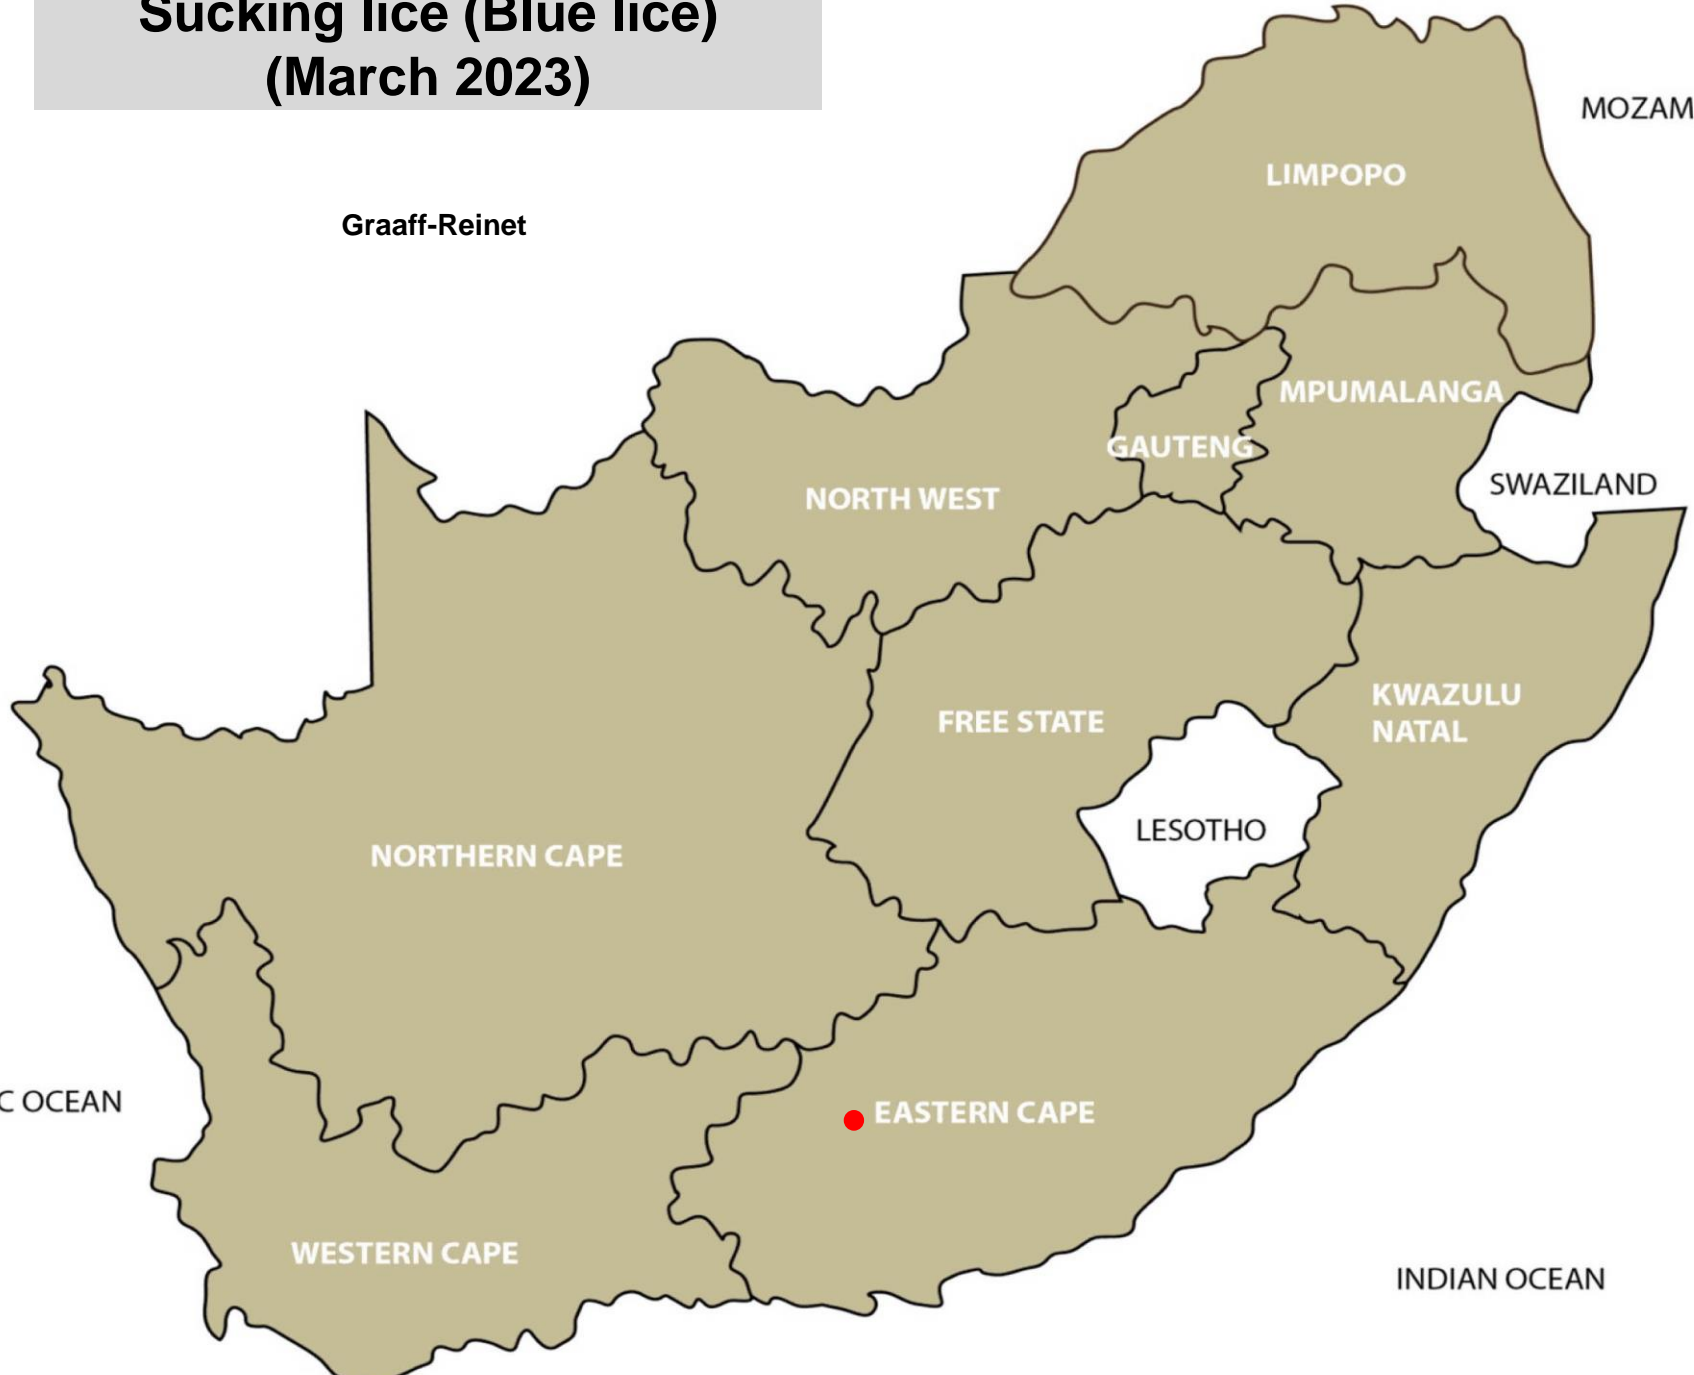 Sucking lice (Blue lice)
(March 2023)
MOZAM
LIMPOPO
Graaff-Reinet
MPUMALANGA
GAUTENG
SWAZILAND
NORTH WEST
KWAZULU
NATAL
FREE STATE
LESOTHO
NORTHERN CAPE
C OCEAN
EASTERN CAPE
WESTERN CAPE
INDIAN OCEAN